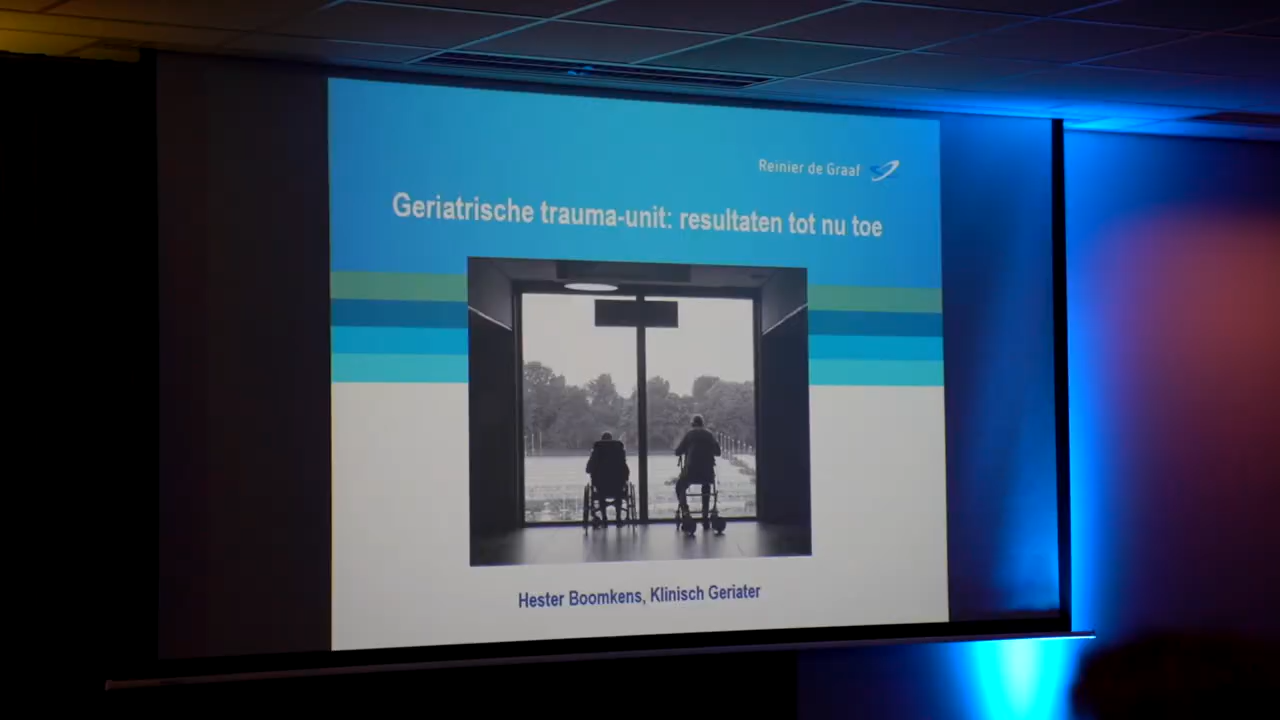 Reinier de Graaf
Geriatrische trauma-unit: resultaten tot nu toe
Hester Boomkens, Klinisch Geriater